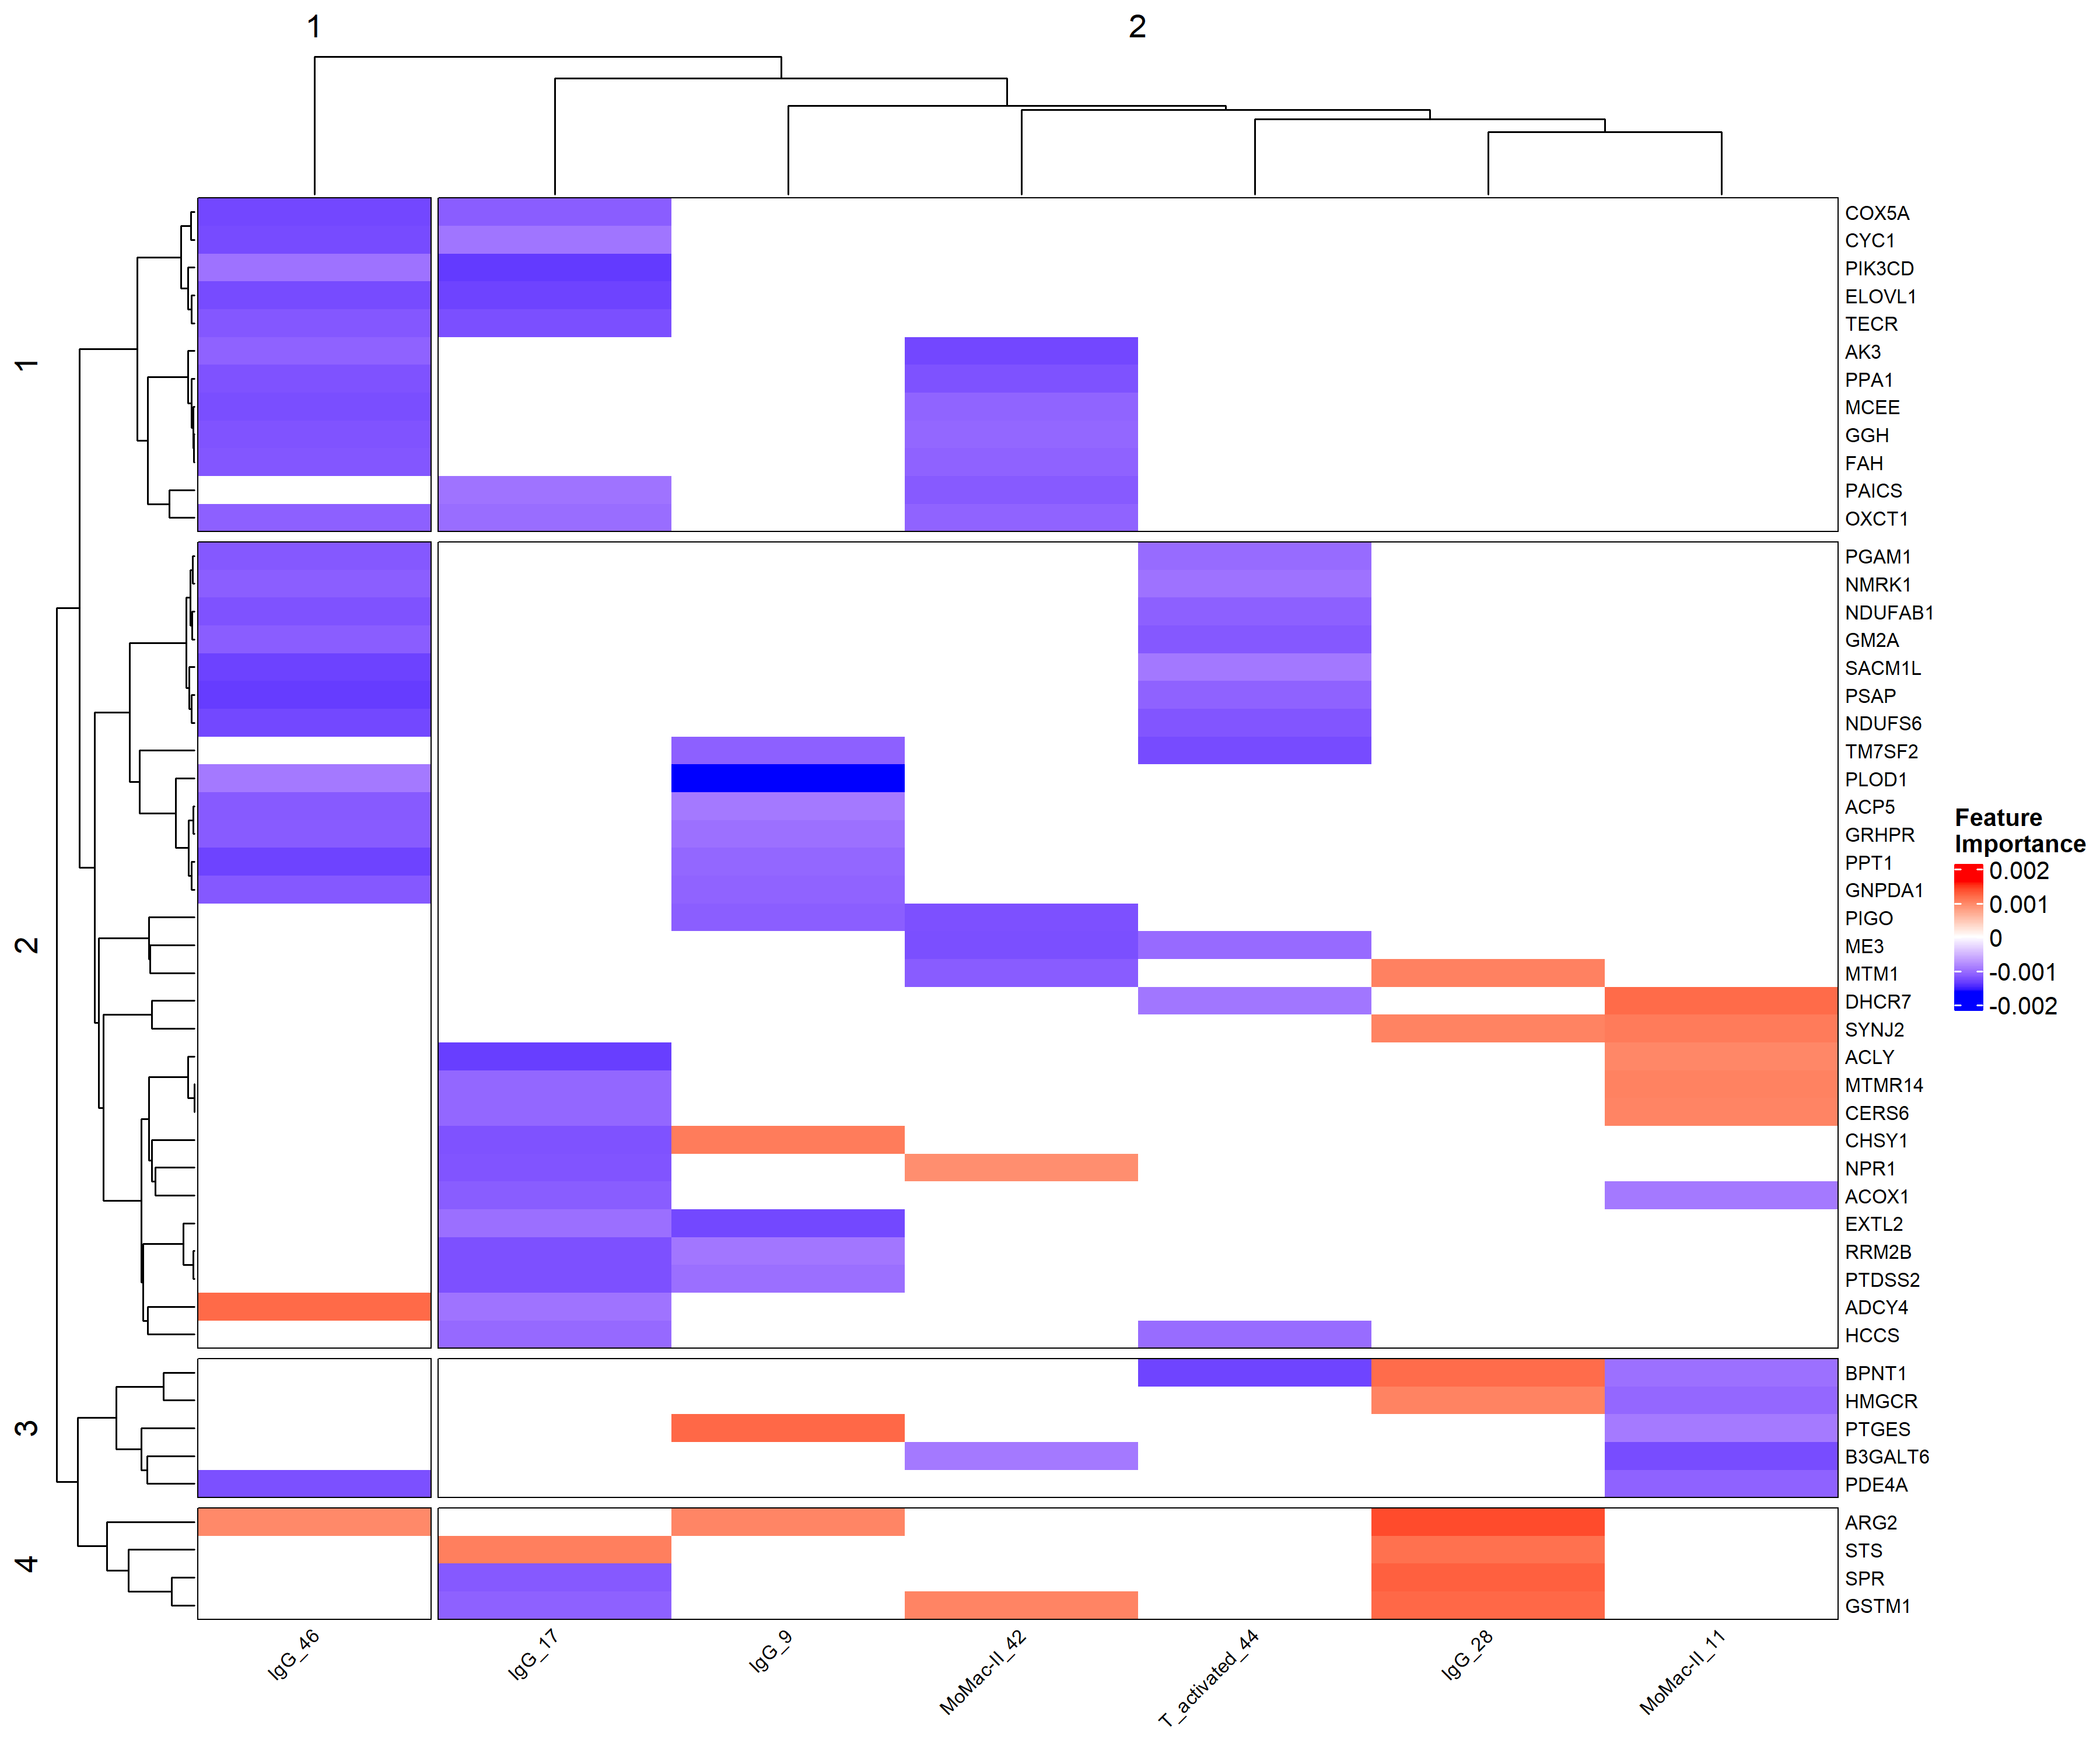 1
2
1
2
3
4
COX5A
CYC1
PIK3CD
ELOVL1
TECR
AK3
PPA1
MCEE
GGH
FAH
PAICS
OXCT1
PGAM1
NMRK1
NDUFAB1
GM2A
SACM1L
PSAP
NDUFS6
TM7SF2
PLOD1
ACP5
GRHPR
PPT1
GNPDA1
PIGO
ME3
MTM1
DHCR7
SYNJ2
ACLY
MTMR14
CERS6
CHSY1
NPR1
ACOX1
EXTL2
RRM2B
PTDSS2
ADCY4
HCCS
BPNT1
HMGCR
PTGES
B3GALT6
PDE4A
ARG2
STS
SPR
GSTM1
Feature
Importance
0.002
0.001
0
-0.001
-0.002
IgG_46
IgG_17
IgG_9
MoMac-II_42
T_activated_44
IgG_28
MoMac-II_11